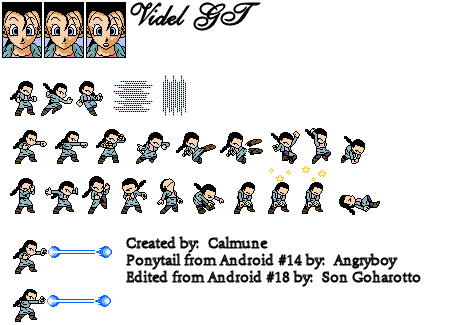 Videl GT
Created by:  Calmune
Ponytail from Android #14 by:  Angryboy
Edited from Android #18 by:  Son Goharotto